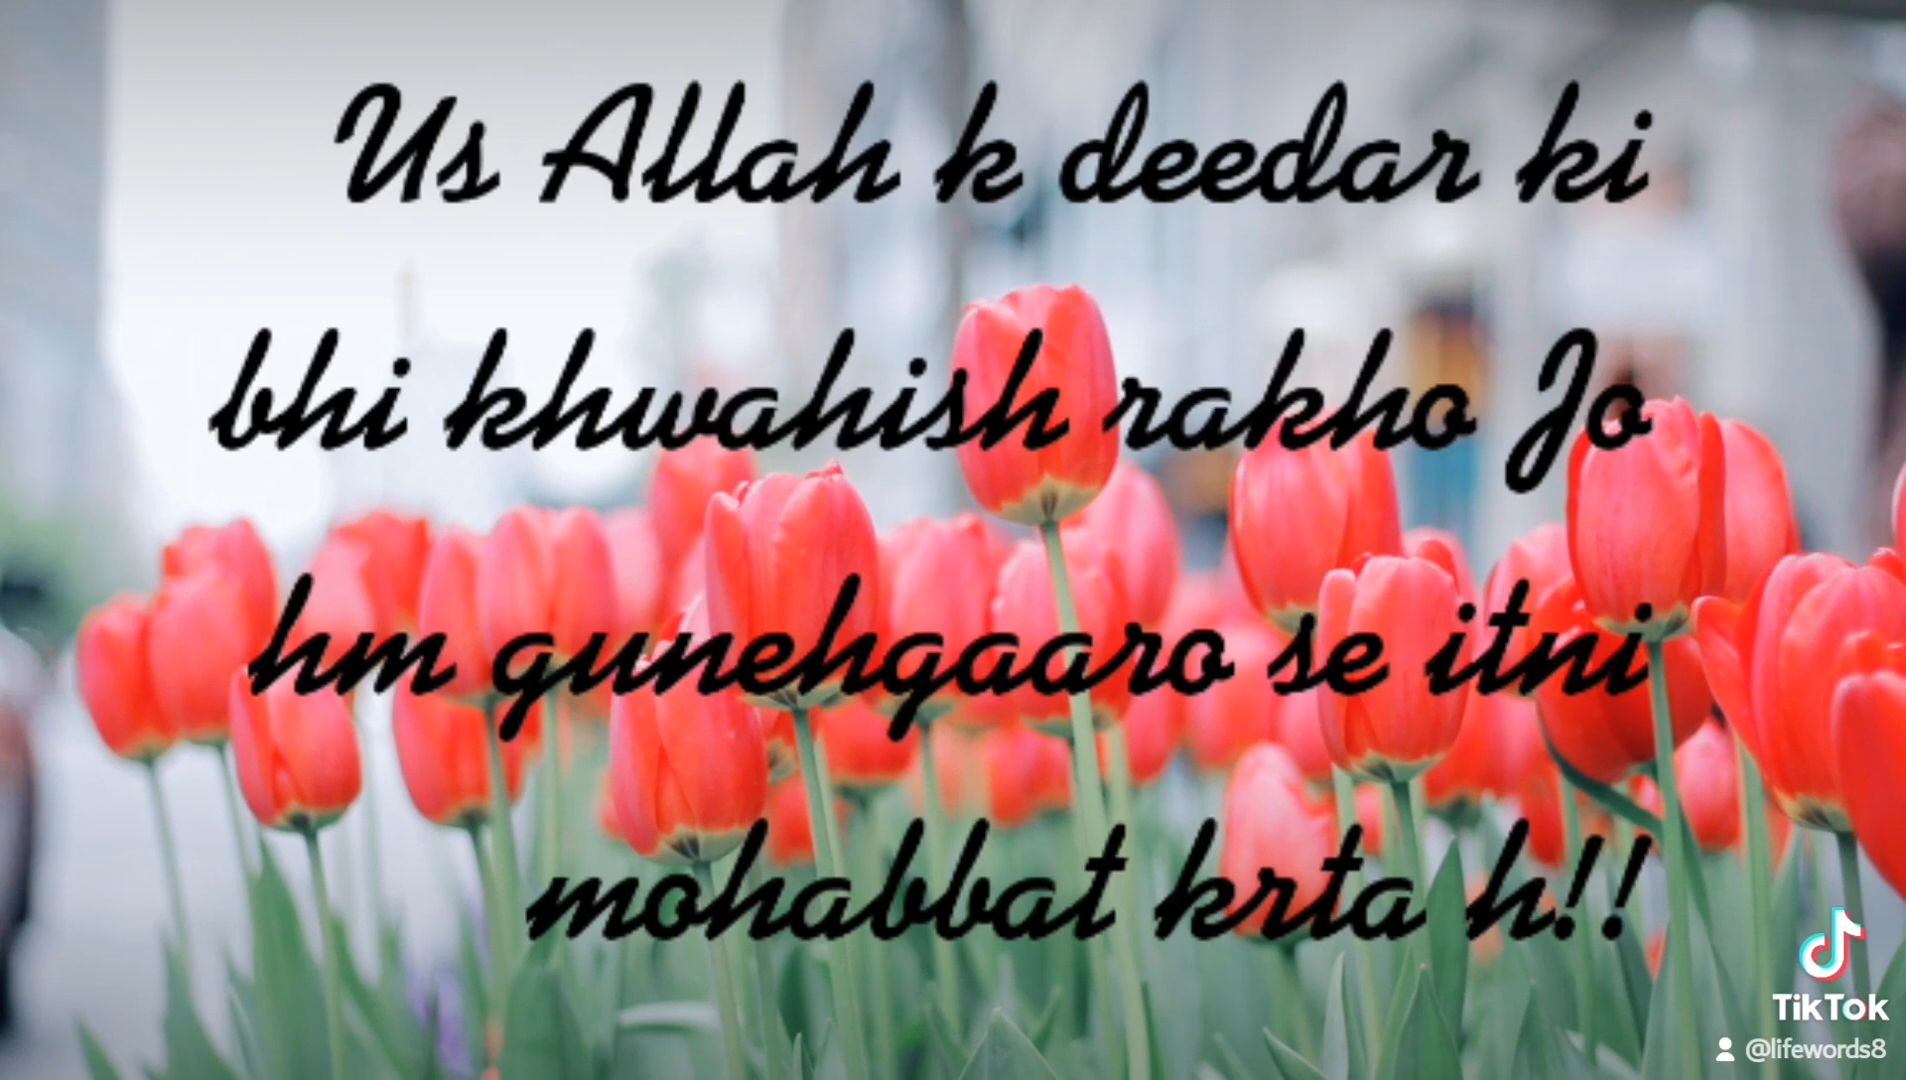 Us Allah k deedar ki
bhi khwahish rakho Jo
hm gunehgaaro se itni
mohabbat krta h!!
TikTok
@lifewords8